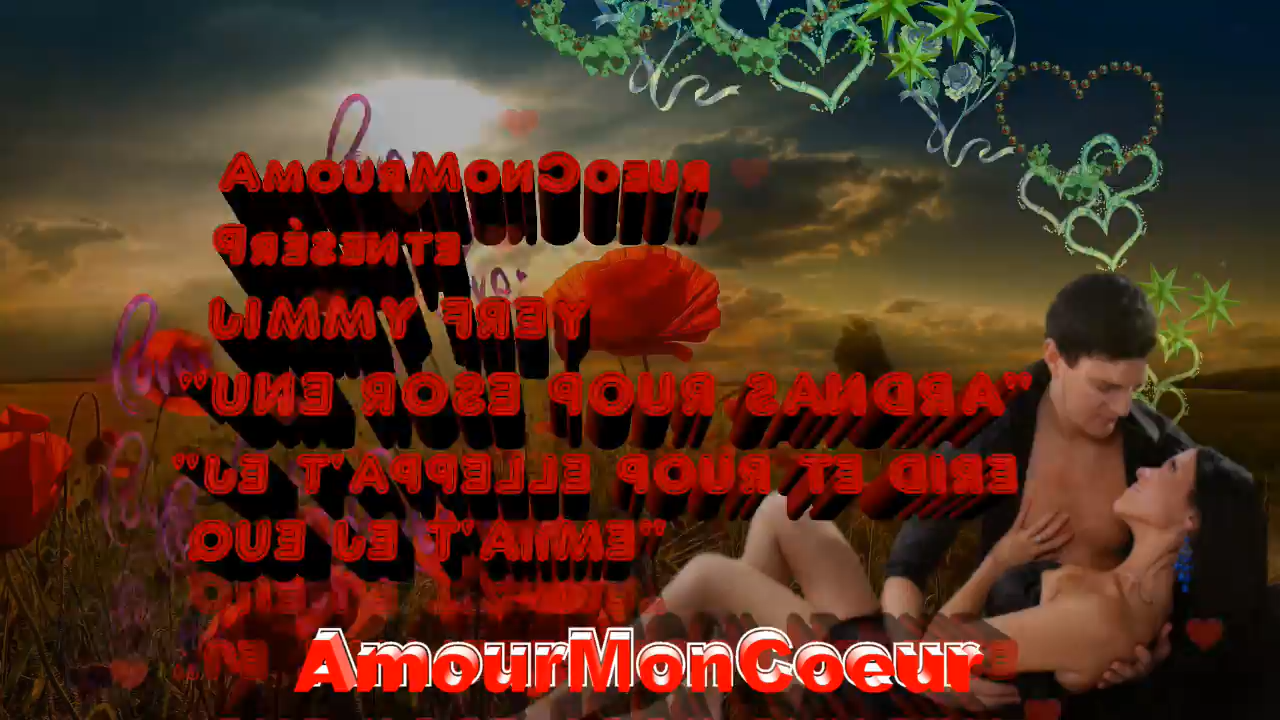 AmourMonCoeur
Présente
JIMMY FREY
"UNE ROSE POUR SANDRA"
"JE T'APPELLE POUR TE DIRE
QUE JE T'AIME"
AmourMonCoeur